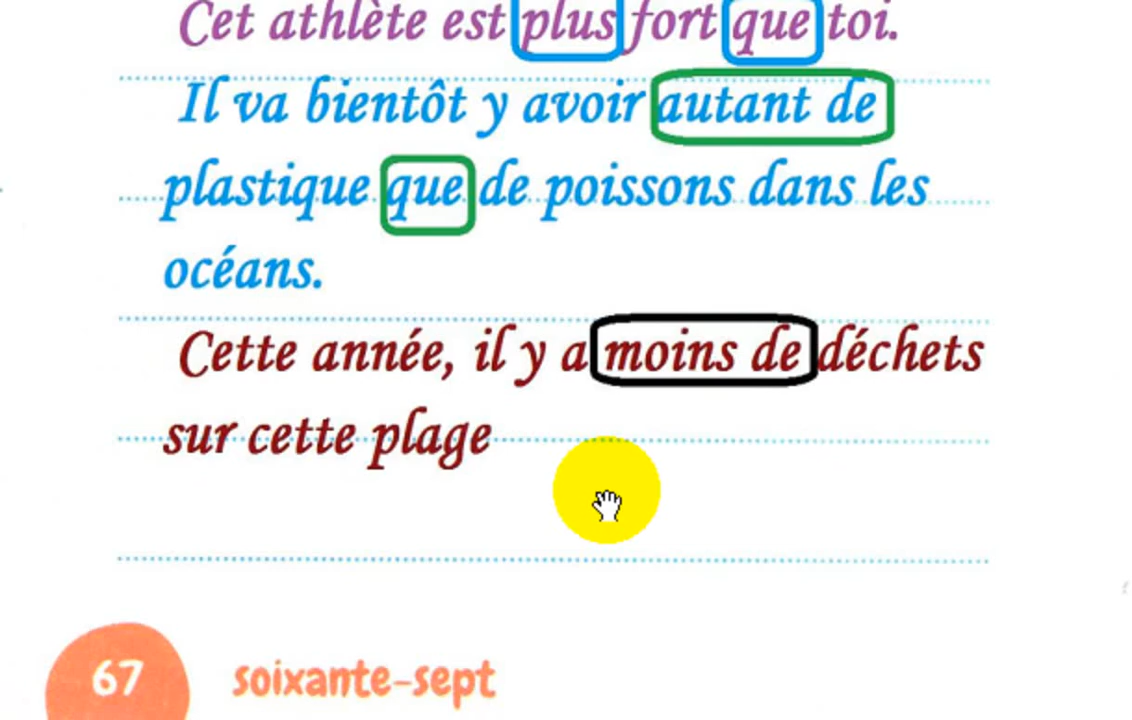 Cet athlète est plus fort que toi.
Il va bientôt y avoir autant de
plastique que de poissons dans les
océans.
Cette année, il y a moins de déchets
sur cette plage
67 soixante-sept